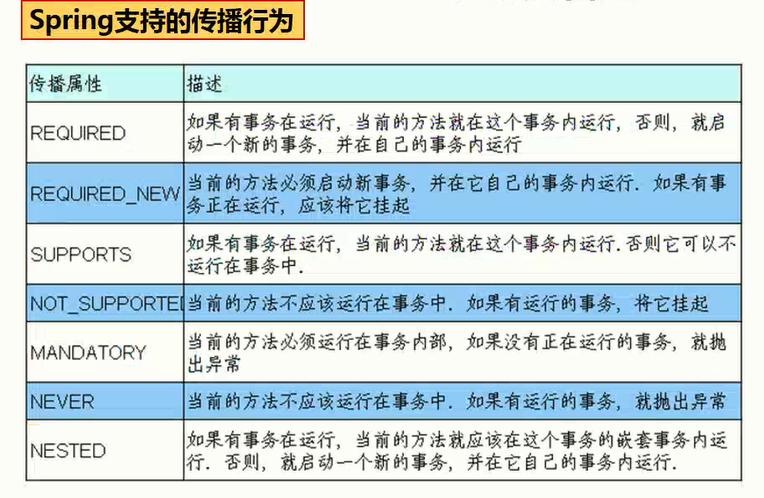 Spring支持的传播行为
传播属性 描述
REQUIRED 如果有事务在运行，当前的方法就在这个事务内运行，否则，就启
动一个新的事务，并在自己的事务内运行
REQUIRED_NEW 当前的方法必须启动新事务，并在它自己的事务内运行．如果有事
务正在运行，应该将它挂起
SUPPORTS 如果有事务在运行，当前的方法就在这个事务内运行．否则它可以不
运行在事务中．
NOT_SUPPORTED 当前的方法不应该运行在事务中．如果有运行的事务，将它挂起
MANDATORY 当前的方法必须运行在事务内部，如果没有正在运行的事务，就抛
出异常
NEVER 当前的方法不应该运行在事务中．如果有运行的事务，就抛出异常
NESTED 如果有事务在运行，当前的方法就应该在这个事务的嵌套事务内运
行．否则，就启动一个新的事务，并在它自己的事务内运行．